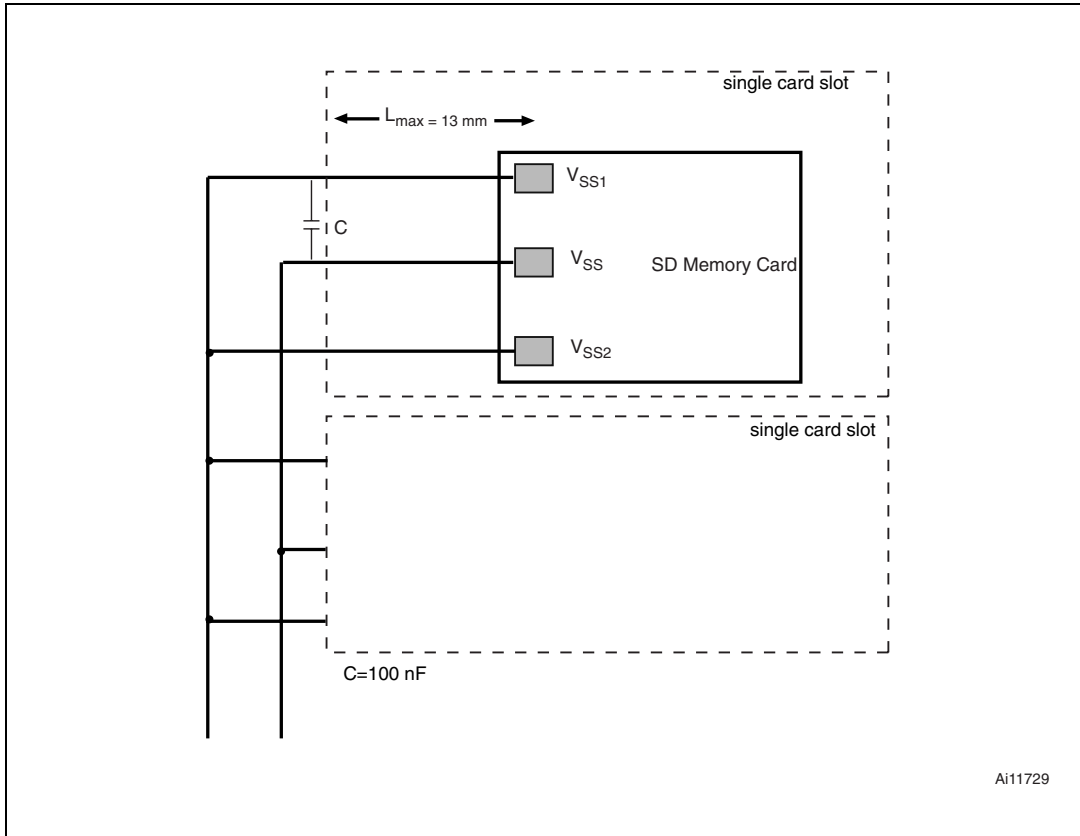 single card slot
Lmax = 13 mm
VSS1
C
VSS
SD Memory Card
VSS2
single card slot
C=100 nF
Ai11729